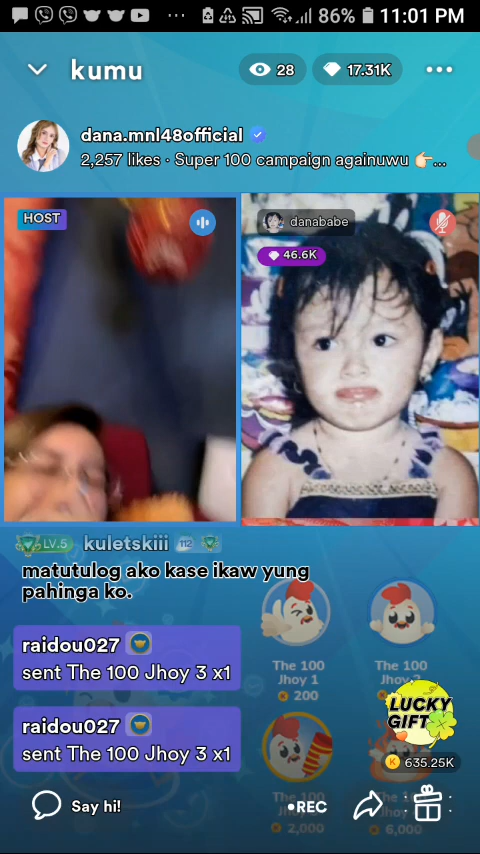 86% 11:01 PM
kumu 28 17.31K
dana.mnl48official
2,257 likes · Super 100 campaign againuwu 👉🏻...
HOST
danababe
46.6K
LV.5 kuletskiii 112
matutulog ako kase ikaw yung
pahinga ko.
raidou027
sent The 100 Jhoy 3 x1
raidou027
sent The 100 Jhoy 3 x1
The 100
Jhoy 1
200
The 100
LUCKY
GIFT
635.25K
2,000
6,000
Say hi!
•REC